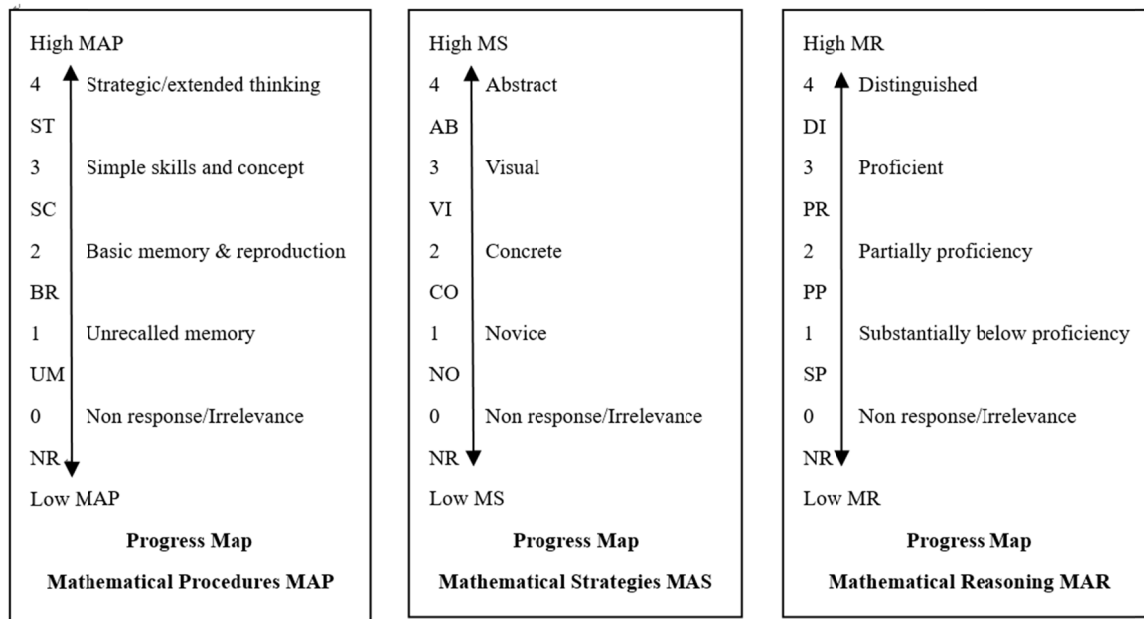 High MAP
4 Strategic/extended thinking
ST
3 Simple skills and concept
SC
2 Basic memory & reproduction
BR
1 Unrecalled memory
UM
0 Non response/Irrelevance
NR
Low MAP
Progress Map
Mathematical Procedures MAP
High MS
4 Abstract
AB
3 Visual
VI
2 Concrete
CO
1 Novice
NO
0 Non response/Irrelevance
NR
Low MS
Progress Map
Mathematical Strategies MAS
High MR
4 Distinguished
DI
3 Proficient
PR
2 Partially proficiency
PP
1 Substantially below proficiency
SP
0 Non response/Irrelevance
NR
Low MR
Progress Map
Mathematical Reasoning MAR